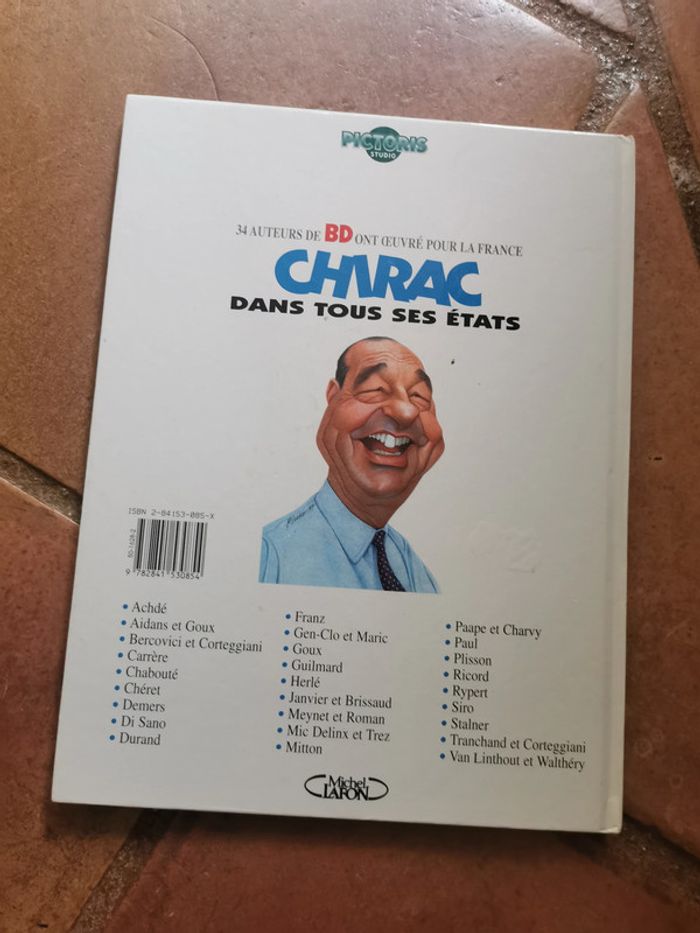 PICTORIS
STUDIO
34 AUTEURS DE BD ONT ŒUVRÉ POUR LA FRANCE
CHIRAC
DANS TOUS SES ÉTATS
ISBN 2-84153-085-X
9 782841 530854
• Achdé
• Aidans et Goux
• Bercovici et Corteggiani
• Carrère
• Chabouté
• Chéret
• Demers
• Di Sano
• Durand
• Franz
• Gen-Clo et Maric
• Goux
• Guilmard
• Herlé
• Janvier et Brissaud
• Meynet et Roman
• Mic Delinx et Trez
• Mitton
• Paape et Charvy
• Paul
• Plisson
• Ricord
• Rypert
• Siro
• Stalner
• Tranchand et Corteggiani
• Van Linthout et Walthéry
Michel
LAFON